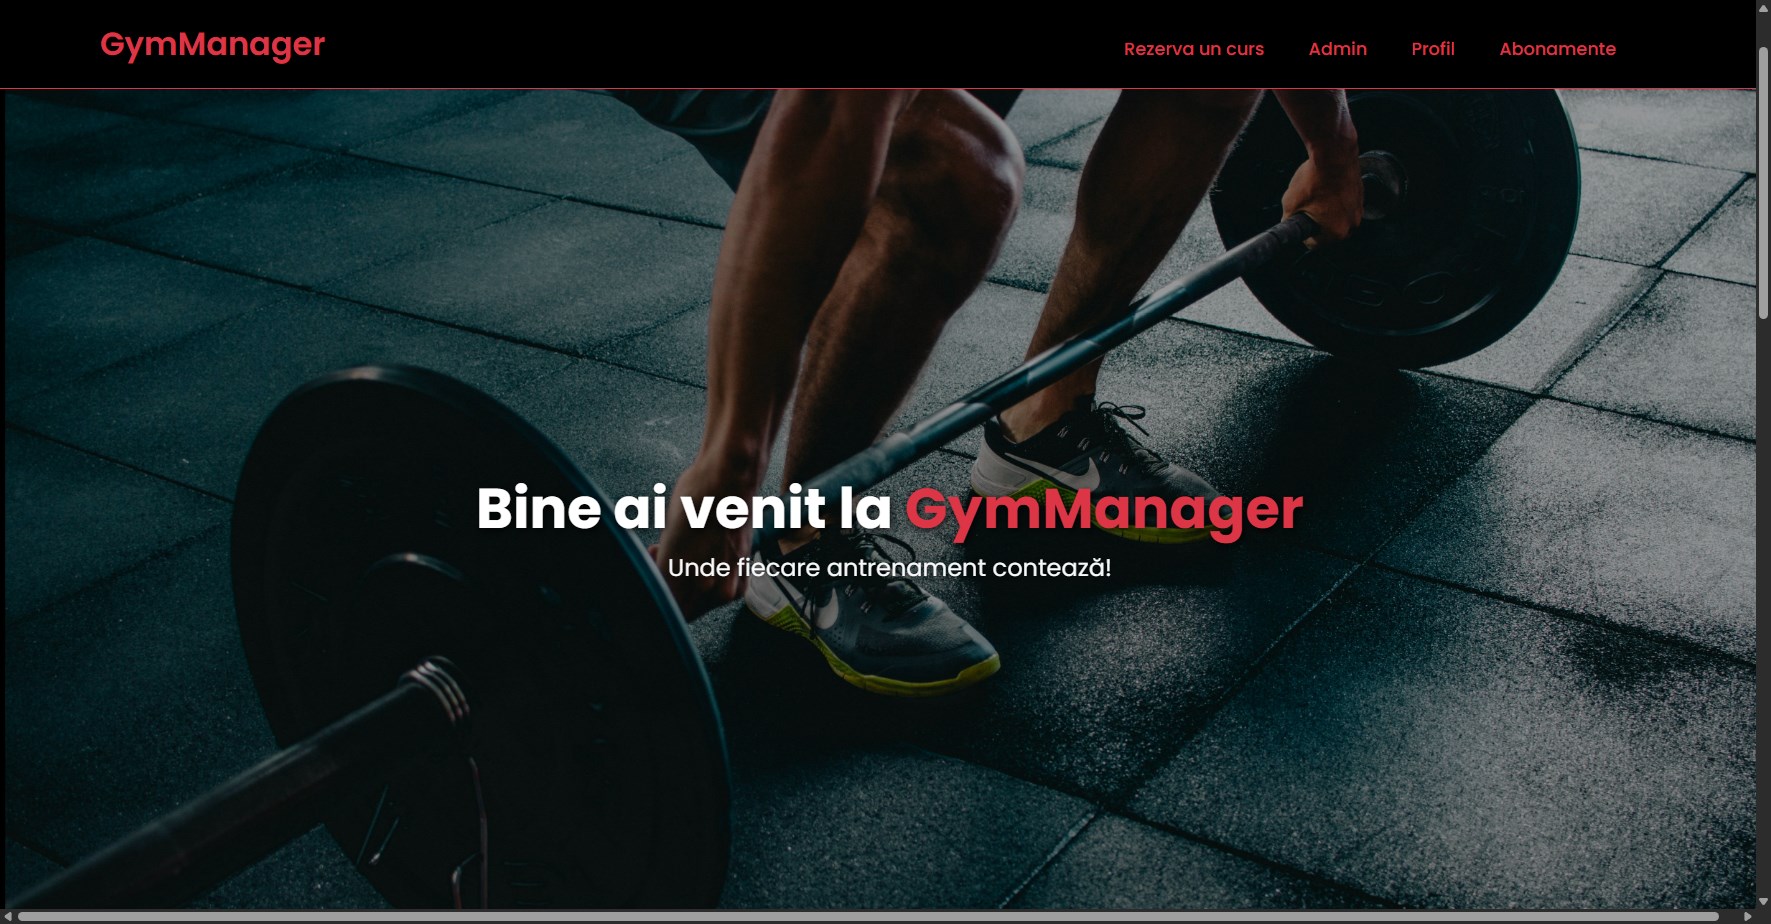 GymManager
Rezerva un curs Admin Profil Abonamente
Bine ai venit la GymManager
Unde fiecare antrenament contează!